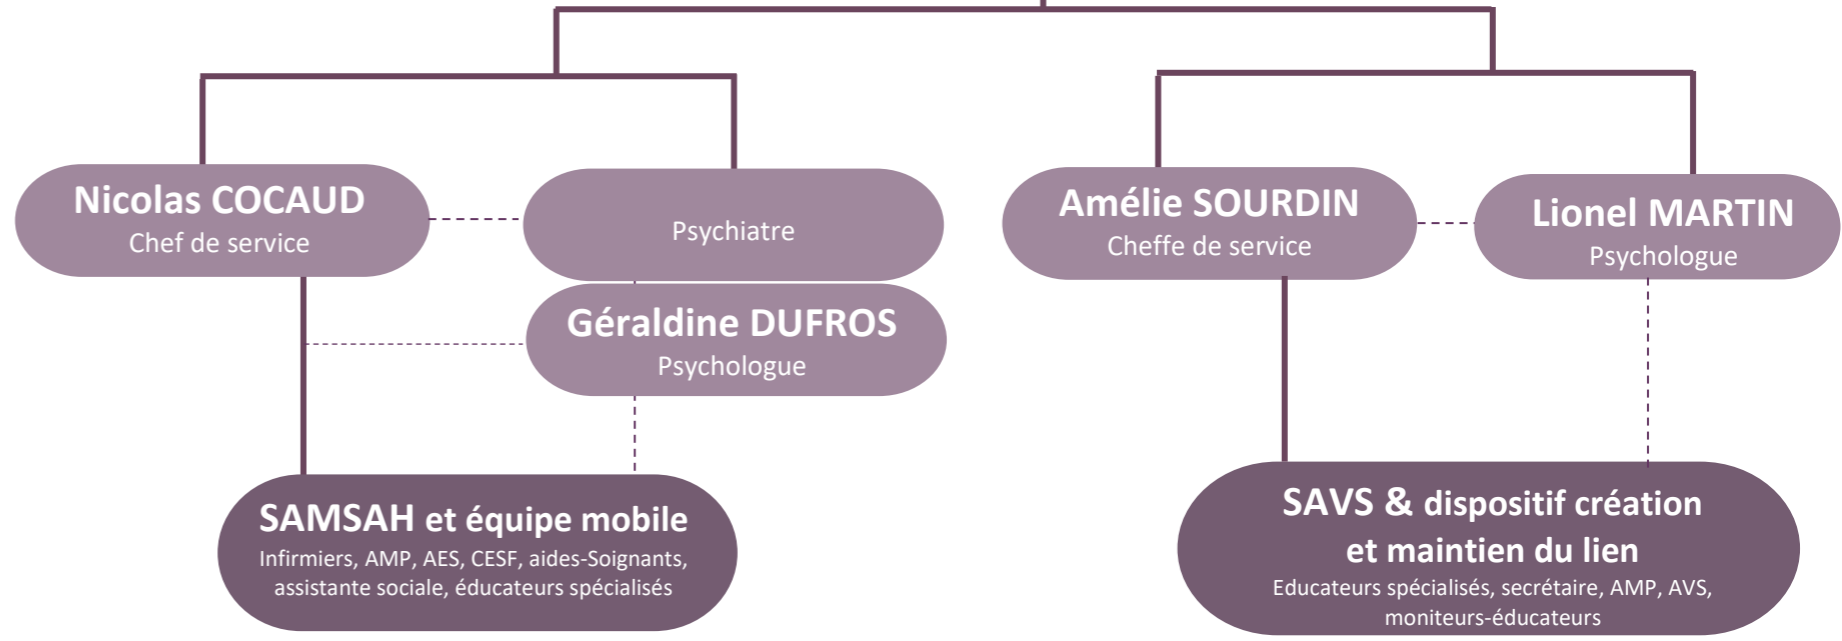 Nicolas COCAUD
Chef de service
Psychiatre
Géraldine DUFROS
Psychologue
SAMSAH et équipe mobile
Infirmiers, AMP, AES, CESF, aides-Soignants,
assistante sociale, éducateurs spécialisés
Amélie SOURDIN
Cheffe de service
Lionel MARTIN
Psychologue
SAVS & dispositif création
et maintien du lien
Educateurs spécialisés, secrétaire, AMP, AVS,
moniteurs-éducateurs